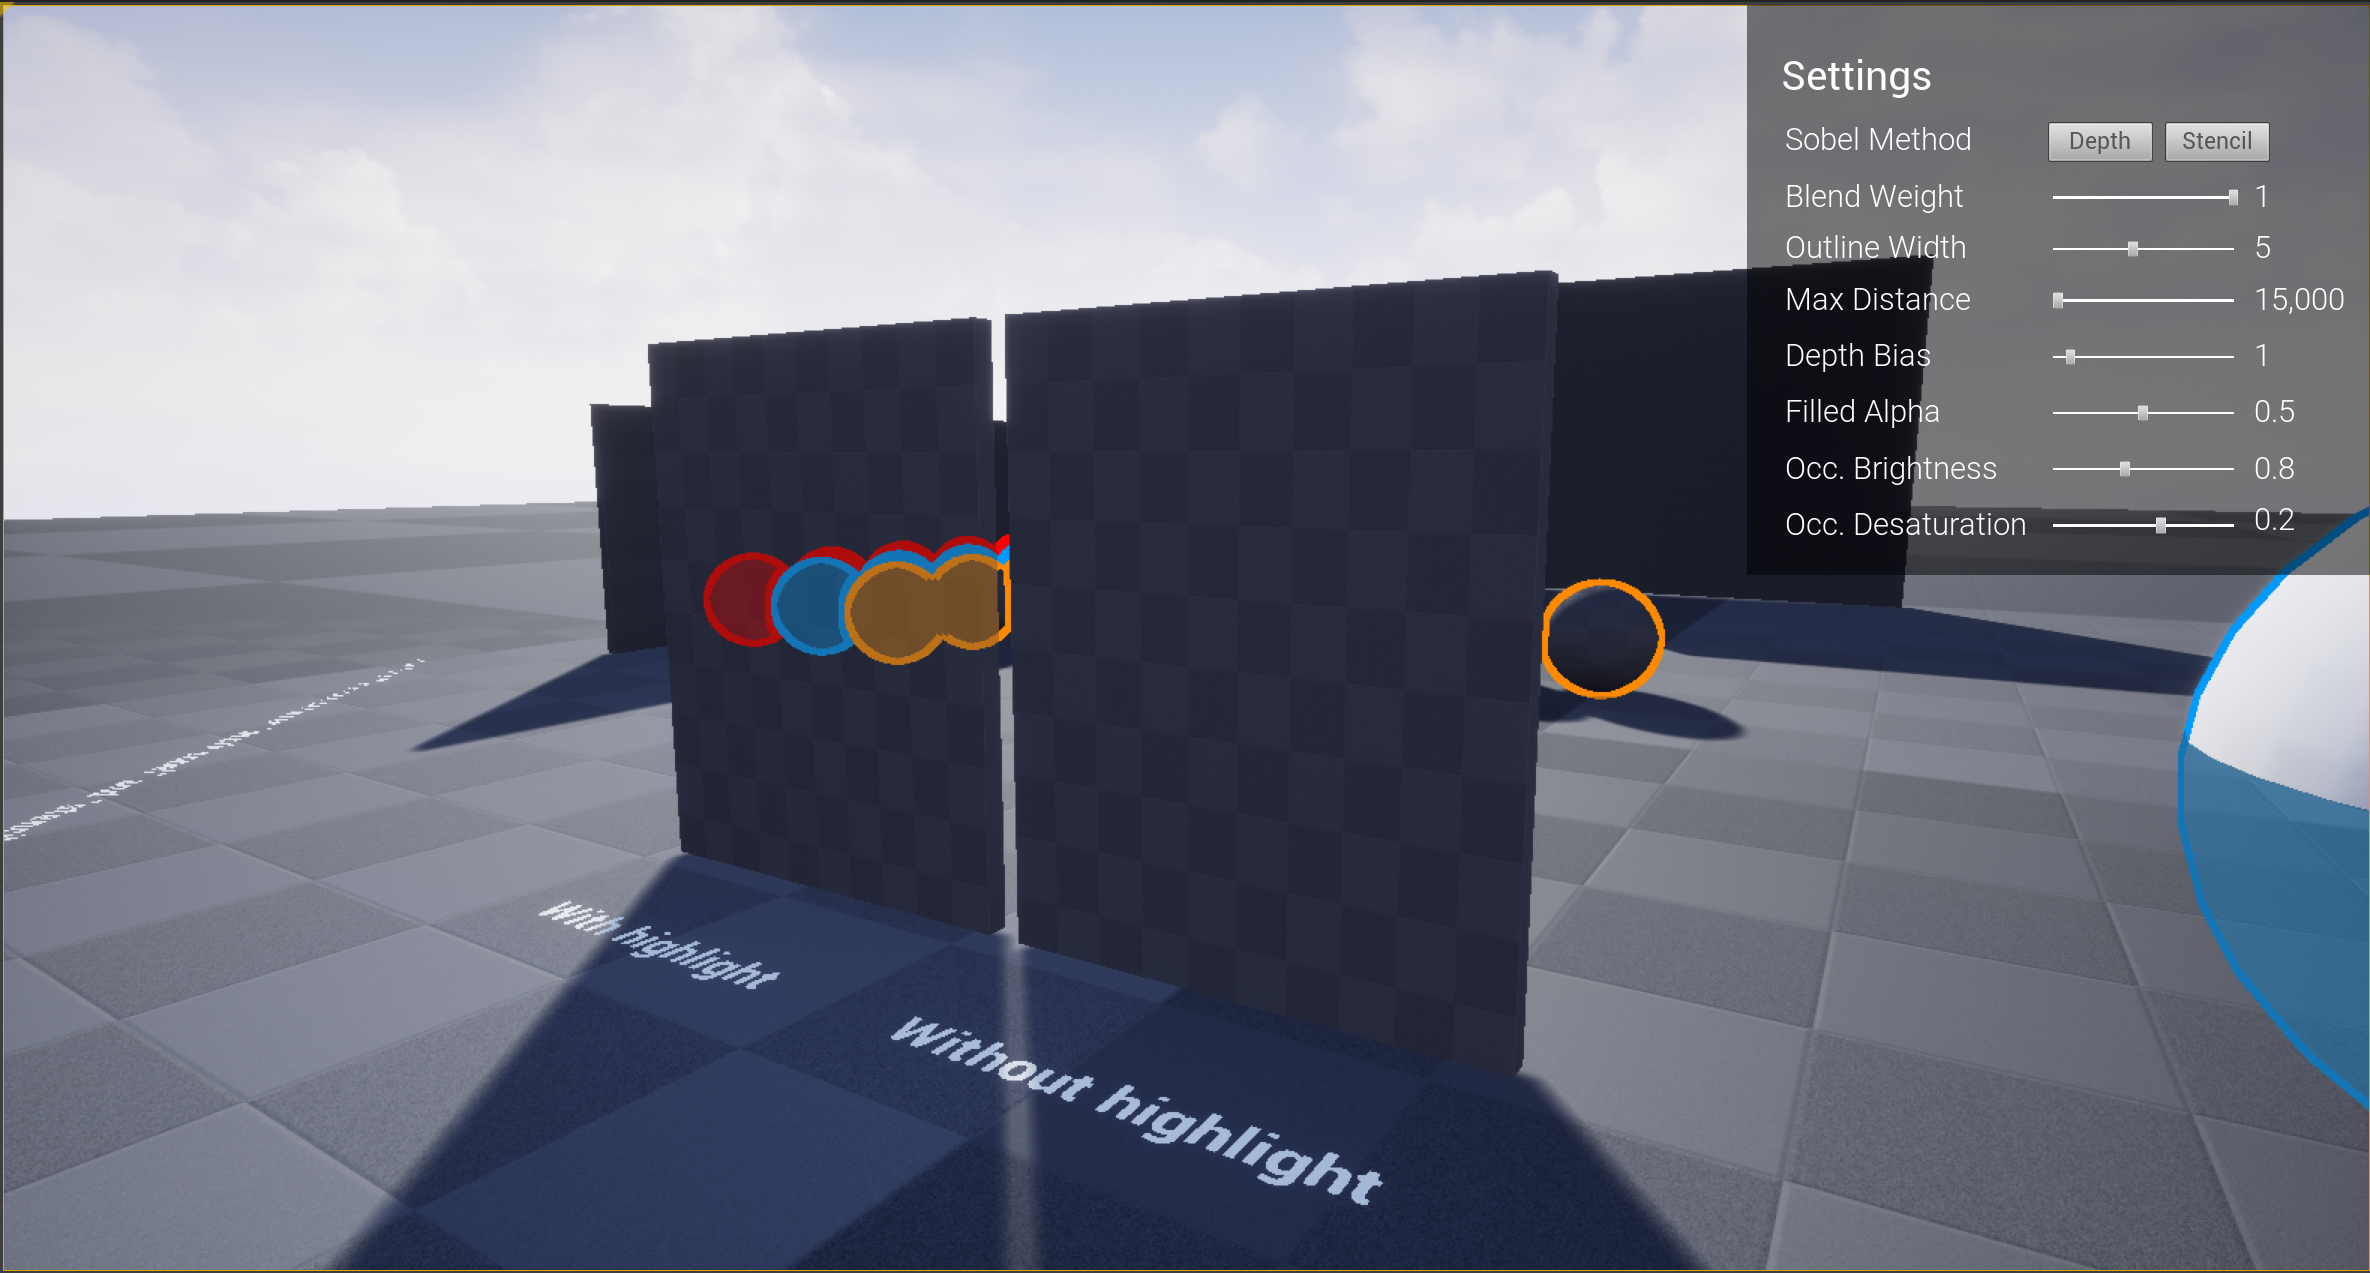 Settings
Sobel Method Depth Stencil
Blend Weight 1
Outline Width 5
Max Distance 15,000
Depth Bias 1
Filled Alpha 0.5
Occ. Brightness 0.8
Occ. Desaturation 0.2
With highlight
Without highlight